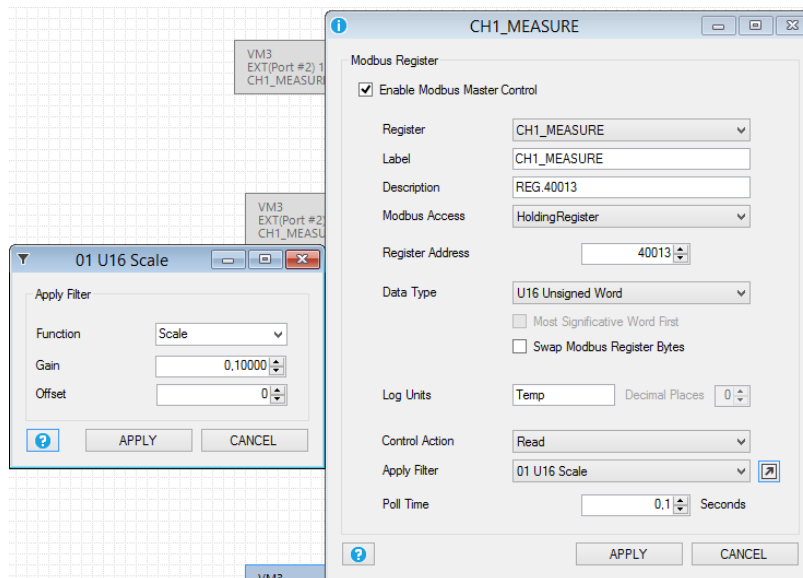 VM3
EXT(Port #2) 1
CH1_MEASURI
VM3
EXT(Port #2)
CH1_MEASU
01 U16 Scale
Apply Filter
Function Scale
Gain 0,10000
Offset 0
APPLY CANCEL
CH1_MEASURE
Modbus Register
Enable Modbus Master Control
Register CH1_MEASURE
Label CH1_MEASURE
Description REG.40013
Modbus Access HoldingRegister
Register Address 40013
Data Type U16 Unsigned Word
Most Significative Word First
Swap Modbus Register Bytes
Log Units Temp Decimal Places 0
Control Action Read
Apply Filter 01 U16 Scale
Poll Time 0,1 Seconds
APPLY CANCEL
VM3